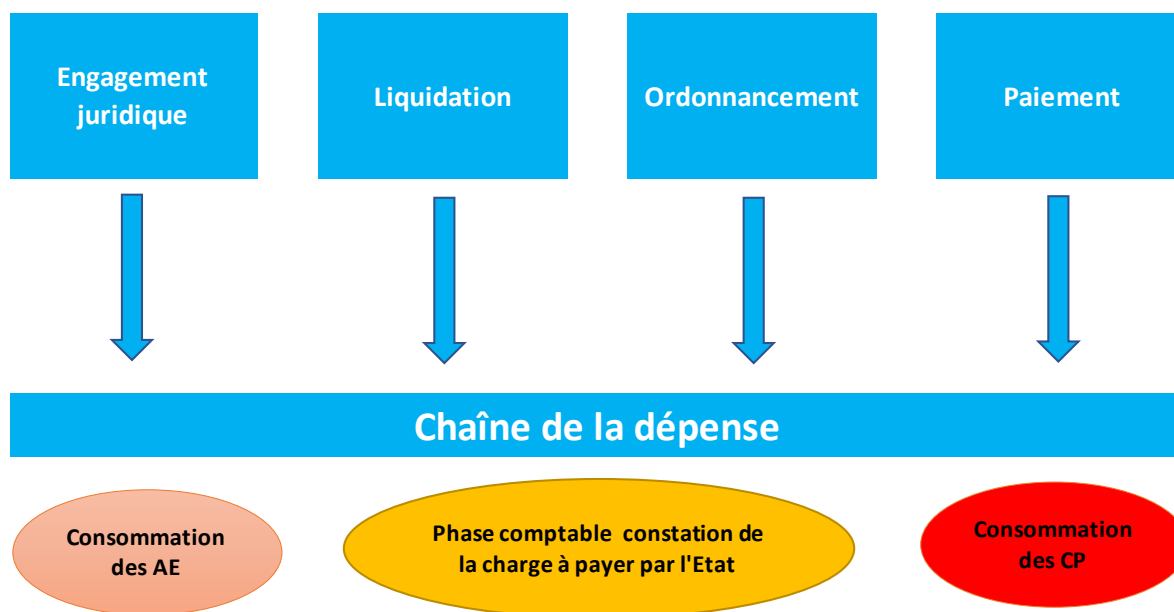 Engagement
juridique
Liquidation
Ordonnancement
Paiement
Chaîne de la dépense
Consommation
des AE
Phase comptable constation de
la charge à payer par l'Etat
Consommation
des CP